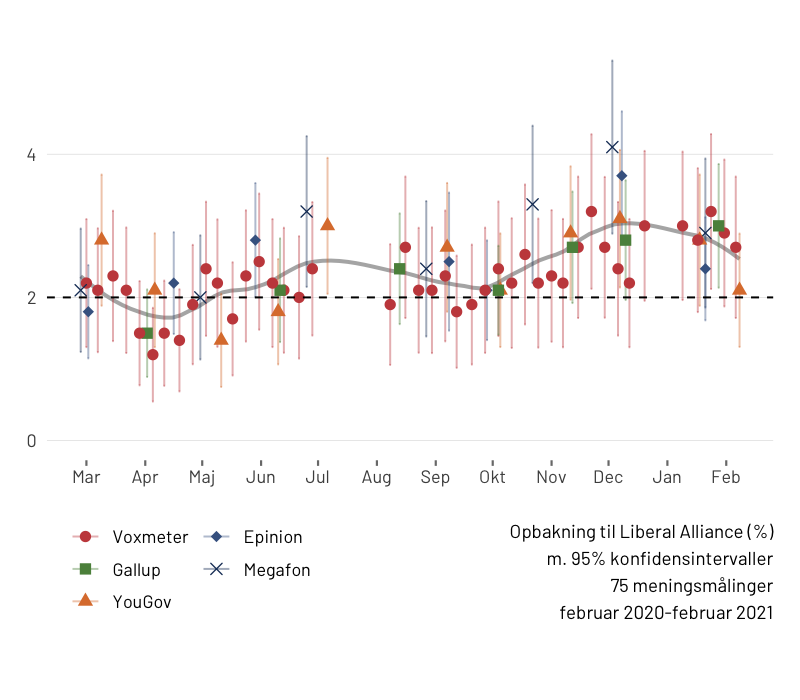 4
2
0
Mar Apr Maj Jun Jul Aug Sep Okt Nov Dec Jan Feb
Voxmeter Epinion
Gallup Megafon
YouGov
Opbakning til Liberal Alliance (%)
m. 95% konfidensintervaller
75 meningsmålinger
februar 2020-februar 2021